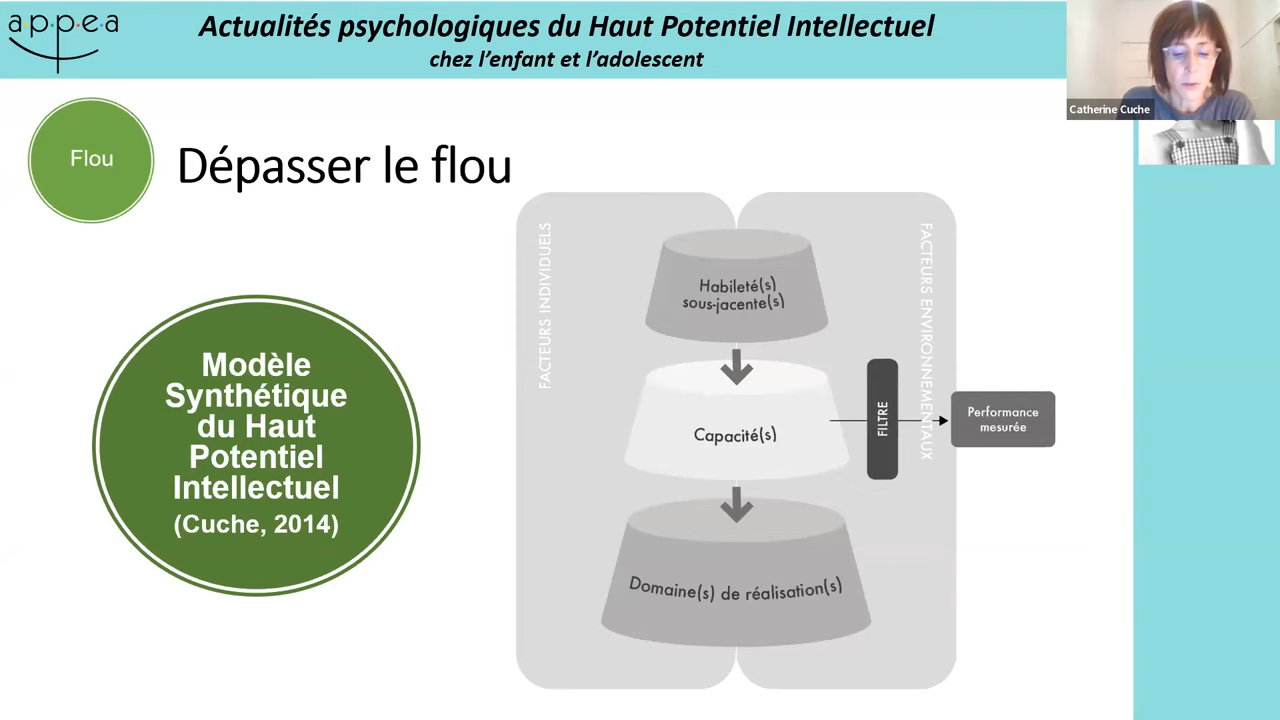 appea
Actualités psychologiques du Haut Potentiel Intellectuel
chez l'enfant et l'adolescent
Catherine Cuche
Flou
Dépasser le flou
Modèle
Synthétique
du Haut
Potentiel
Intellectuel
(Cuche, 2014)
FACTEURS INDIVIDUELS
FACTEURS ENVIRONNEMENTAUX
Habileté(s)
sous-jacente(s)
Capacité(s)
FILTRE
Performance
mesurée
Domaine(s) de réalisation(s)